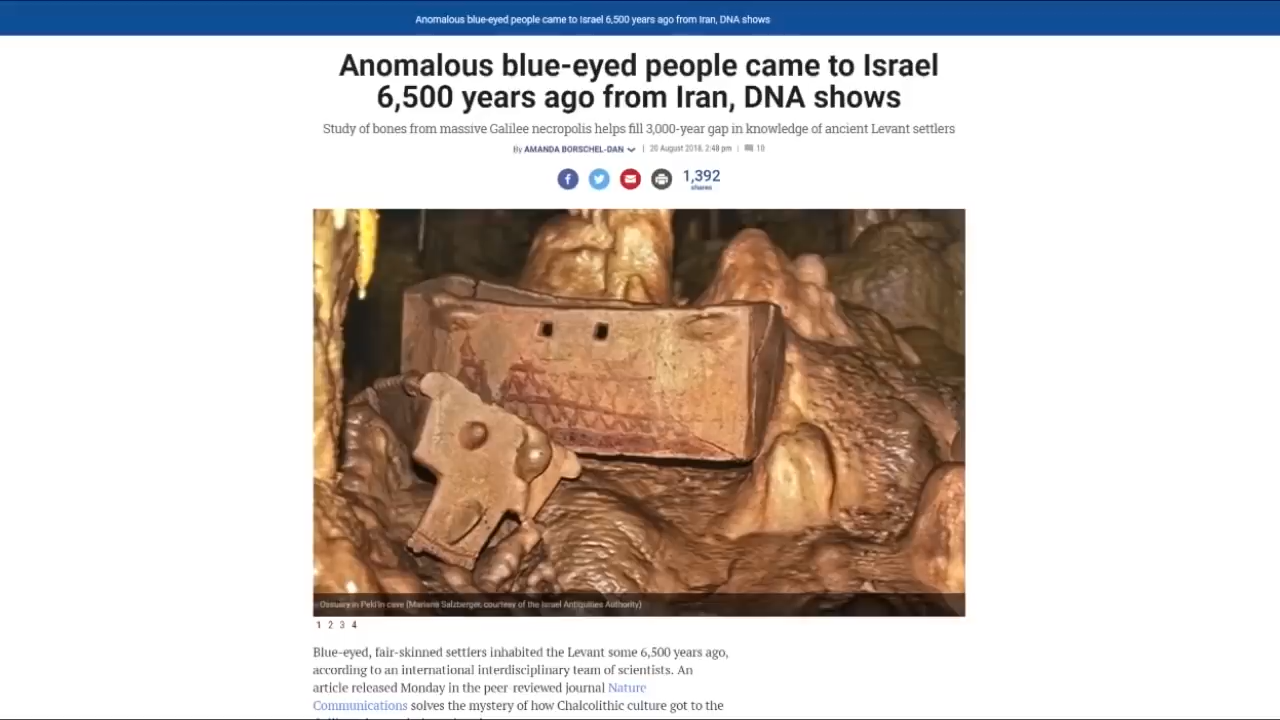 Anomalous blue-eyed people came to Israel 6,500 years ago from Iran, DNA shows
Anomalous blue-eyed people came to Israel
6,500 years ago from Iran, DNA shows
Study of bones from massive Galilee necropolis helps fill 3,000-year gap in knowledge of ancient Levant settlers
By AMANDA BORSCHEL-DAN | 20 August 2018, 2:48 pm | 18
1,392
shares
Ossuary in Peki'in cave (Mariana Salzberger, courtesy of the Israel Antiquities Authority)
1 2 3 4
Blue-eyed, fair-skinned settlers inhabited the Levant some 6,500 years ago,
according to an international interdisciplinary team of scientists. An
article released Monday in the peer-reviewed journal Nature
Communications solves the mystery of how Chalcolithic culture got to the